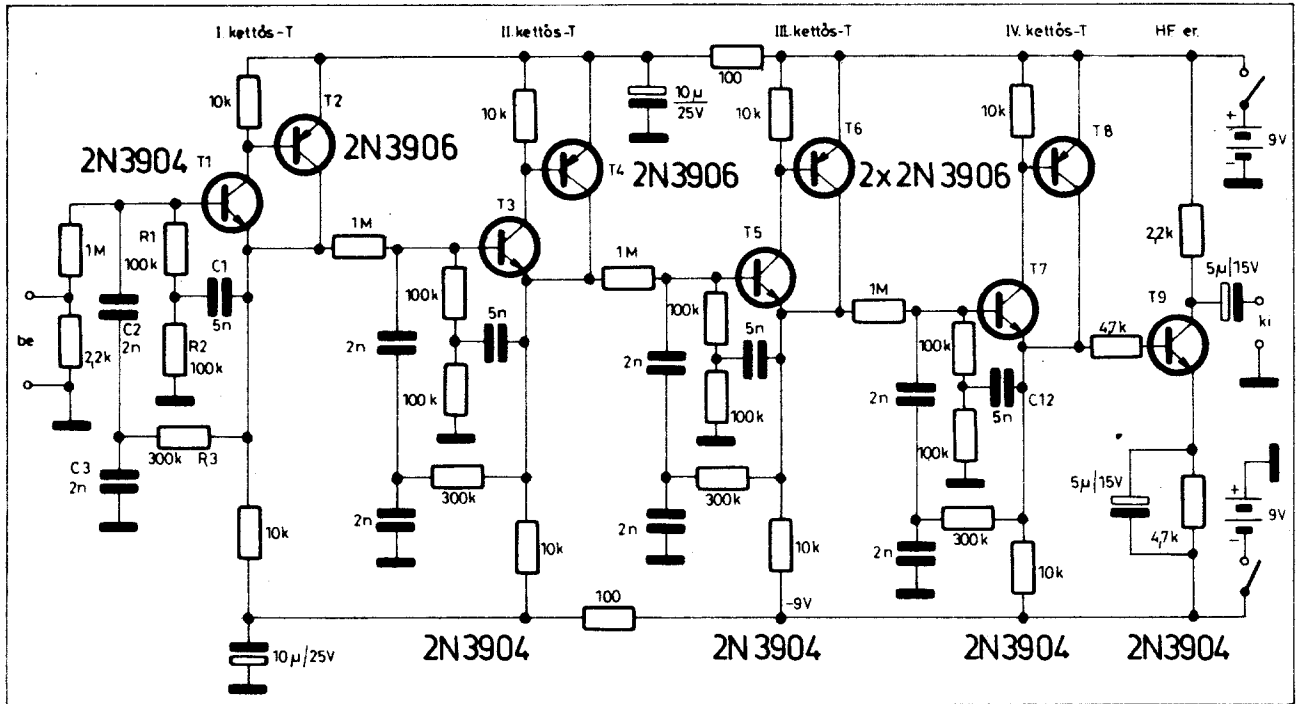 I. kettős-T
II. kettős-T
III. kettős-T
IV. kettős-T
HF er.
10k
T2
2N3904
T1
2N3906
10k
T4
2N3906
10µ
25V
100
10k
T6
2x2N3906
10k
T8
+
-
9V
1M
R1
100k
C1
5n
C2
2n
R2
100k
be
2,2k
C3
2n
300k
R3
10k
10µ/25V
1M
T3
100k
5n
2n
100k
300k
2n
10k
100
1M
T5
100k
5n
2n
100k
300k
2n
10k
-9V
1M
T7
100k
C12
5n
2n
100k
300k
2n
10k
4,7k
T9
2,2k
5µ/15V
ki
5µ/15V
4,7k
+
-
9V
2N3904
2N3904
2N3904
2N3904